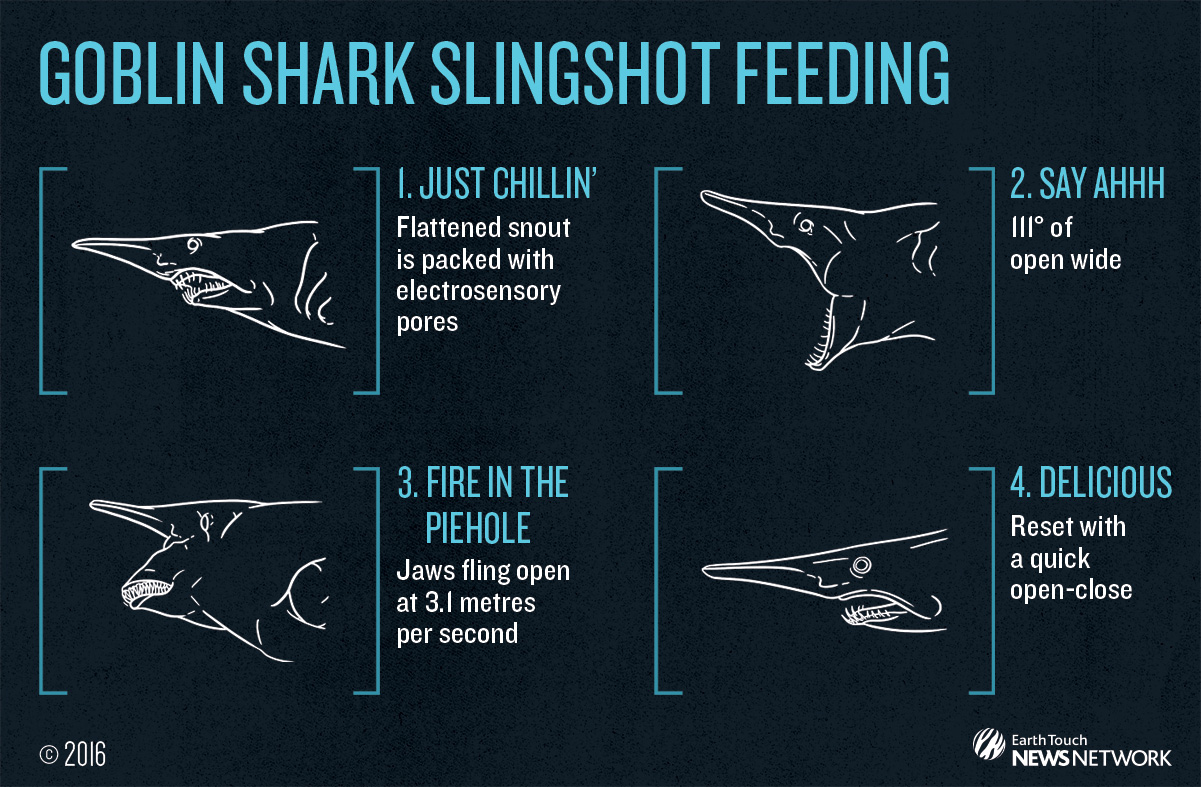 GOBLIN SHARK SLINGSHOT FEEDING
1. JUST CHILLIN’
Flattened snout
is packed with
electrosensory
pores
2. SAY AHHH
111° of
open wide
3. FIRE IN THE
PIEHOLE
Jaws fling open
at 3.1 metres
per second
4. DELICIOUS
Reset with
a quick
open-close
© 2016
EarthTouch
NEWS NETWORK